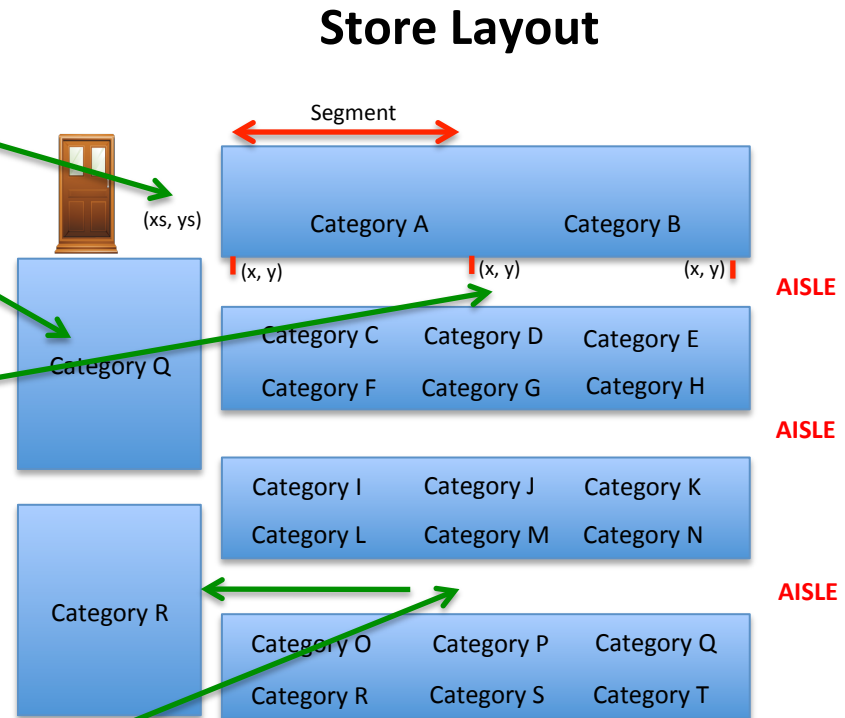 Store Layout
Segment
(xs, ys)
Category A Category B
(x, y) (x, y) (x, y)
AISLE
Category C Category D Category E
Category Q
Category F Category G Category H
AISLE
Category I Category J Category K
Category L Category M Category N
AISLE
Category R
Category O Category P Category Q
Category R Category S Category T